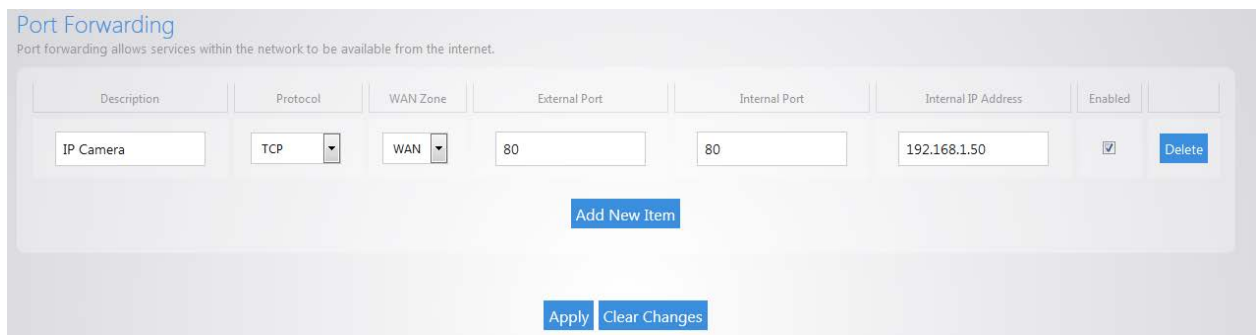 Port Forwarding
Port forwarding allows services within the network to be available from the internet.
Description Protocol WAN Zone External Port Internal Port Internal IP Address Enabled
IP Camera TCP WAN 80 80 192.168.1.50 Delete
Add New Item
Apply Clear Changes